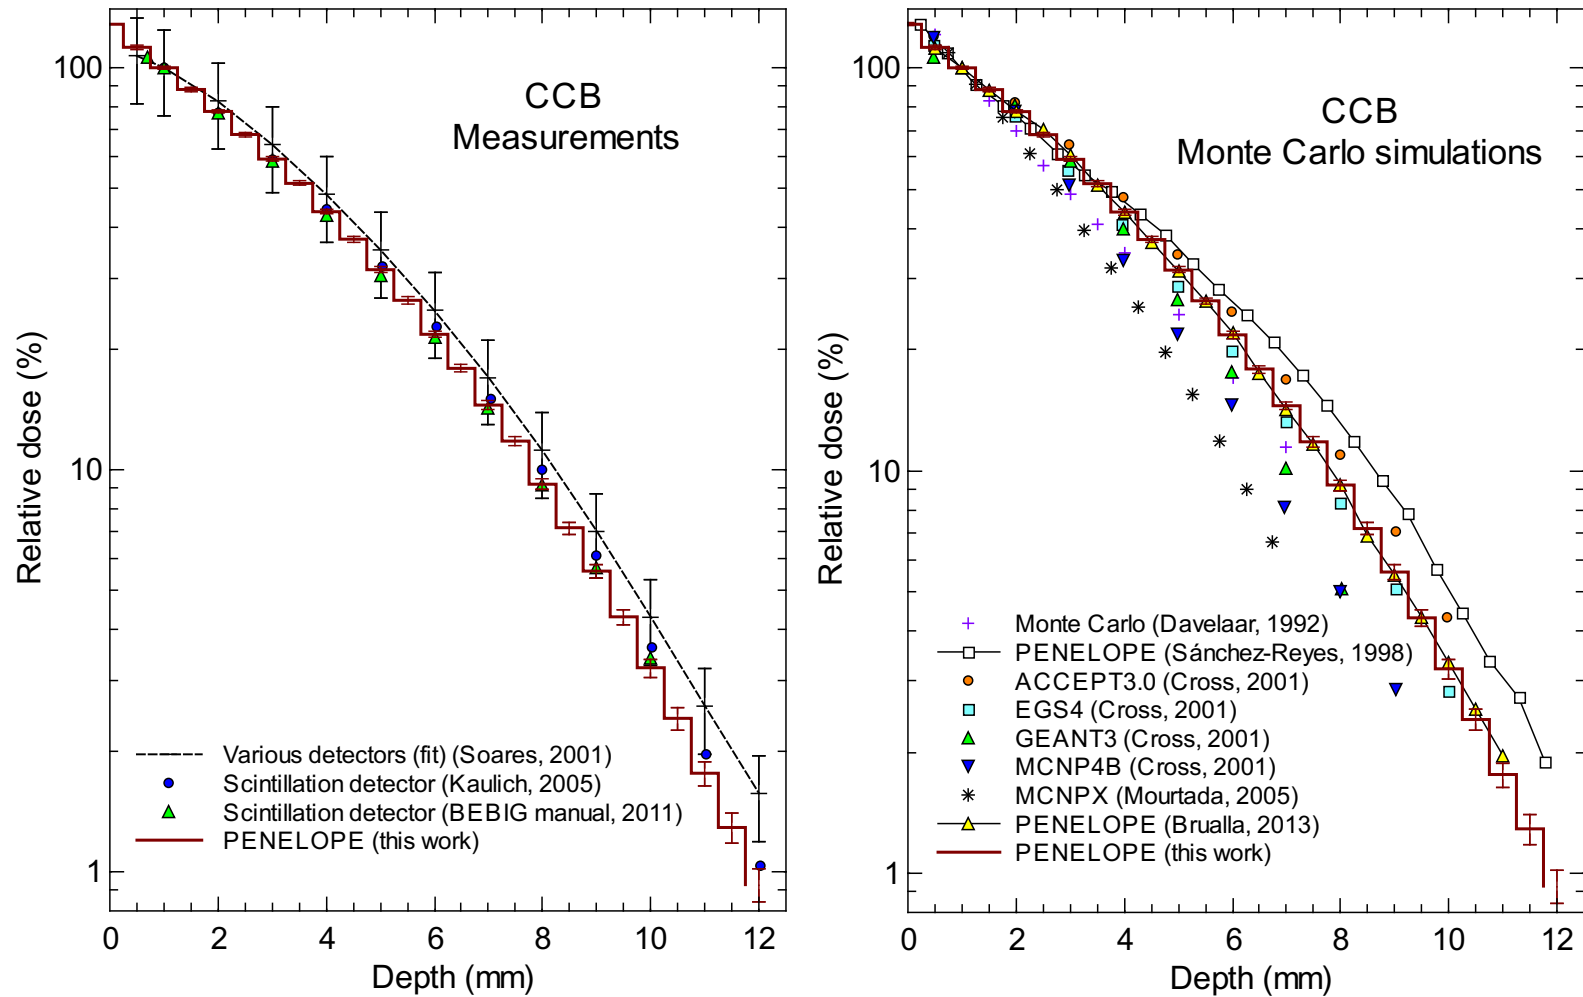 CCB
Measurements
Relative dose (%)
100
10
1
Various detectors (fit) (Soares, 2001)
Scintillation detector (Kaulich, 2005)
Scintillation detector (BEBIG manual, 2011)
PENELOPE (this work)
0 2 4 6 8 10 12
Depth (mm)
CCB
Monte Carlo simulations
Relative dose (%)
100
10
1
Monte Carlo (Davelaar, 1992)
PENELOPE (Sánchez-Reyes, 1998)
ACCEPT3.0 (Cross, 2001)
EGS4 (Cross, 2001)
GEANT3 (Cross, 2001)
MCNP4B (Cross, 2001)
MCNPX (Mourtada, 2005)
PENELOPE (Brualla, 2013)
PENELOPE (this work)
0 2 4 6 8 10 12
Depth (mm)